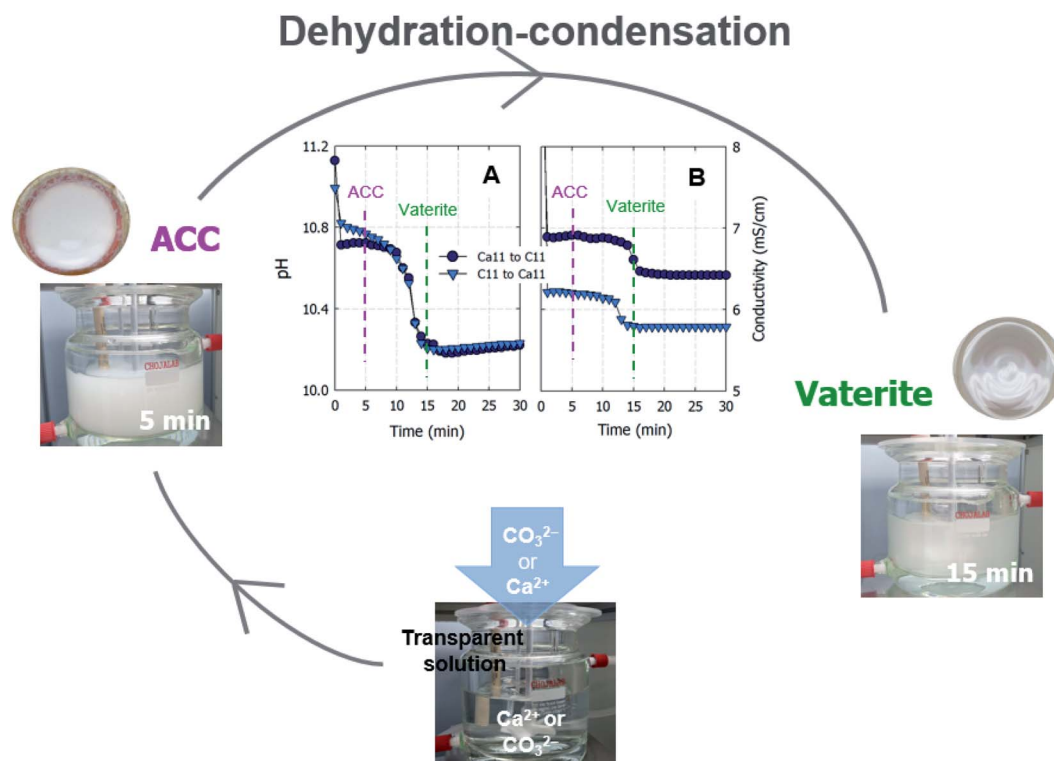 Dehydration-condensation
ACC
CHOJALAB
5 min
11.2
10.8
10.4
10.0
pH
A
ACC
Vaterite
Ca11 to C11
C11 to Ca11
0
5
10
15
20
25
30
Time (min)
B
ACC
Vaterite
8
7
6
5
Conductivity (mS/cm)
0
5
10
15
20
25
30
Time (min)
Vaterite
CHOJALAB
15 min
CO₃²⁻
or
Ca²⁺
Transparent
solution
CHOJALAB
Ca²⁺ or
CO₃²⁻